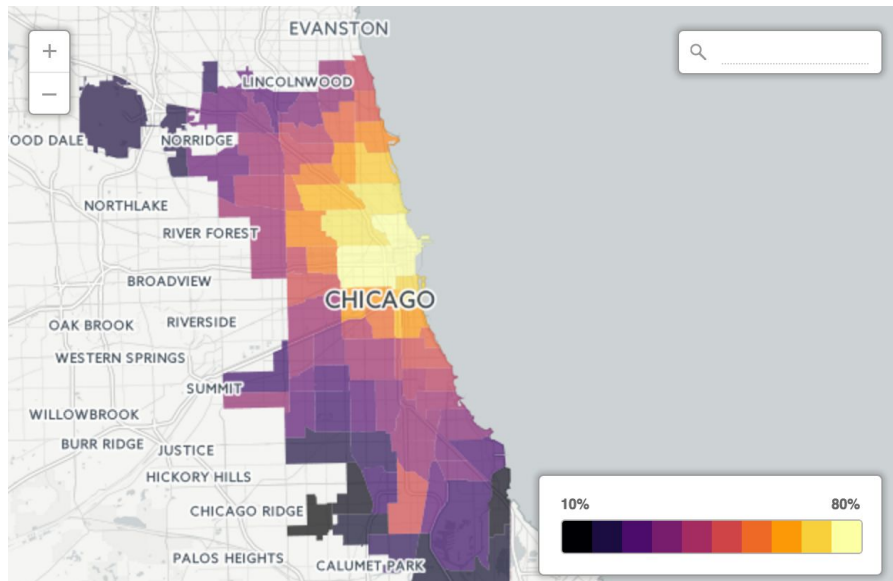 EVANSTON
+
−
LINCOLNWOOD
OOD DALE
NORRIDGE
NORTHLAKE
RIVER FOREST
BROADVIEW
CHICAGO
OAK BROOK
RIVERSIDE
WESTERN SPRINGS
SUMMIT
WILLOWBROOK
BURR RIDGE
JUSTICE
HICKORY HILLS
CHICAGO RIDGE
PALOS HEIGHTS
CALUMET PARK
10%
80%